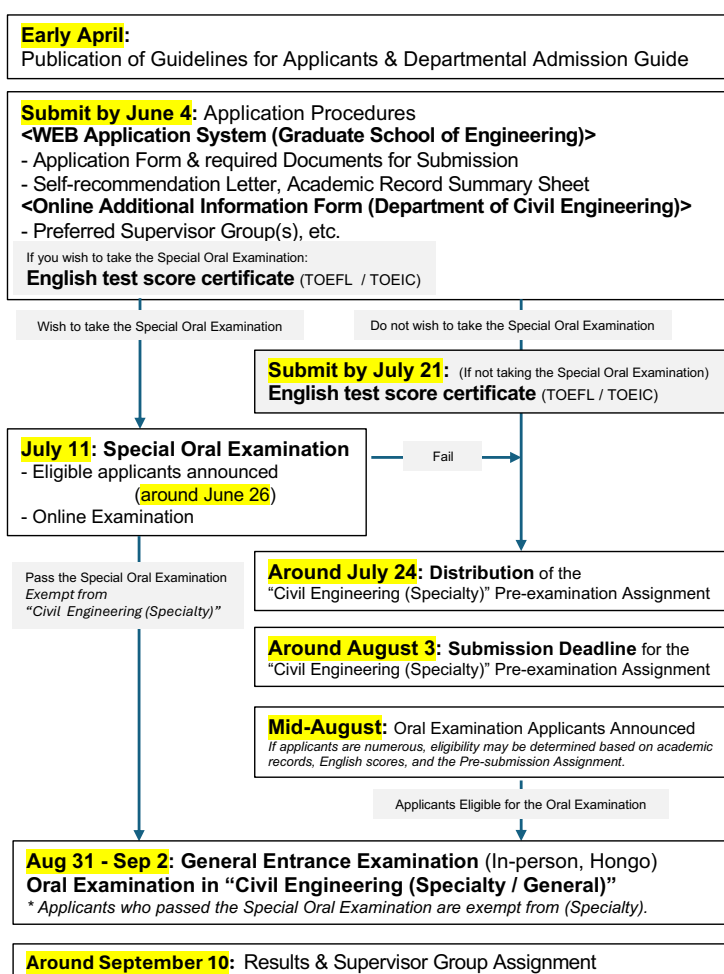 Early April:
Publication of Guidelines for Applicants & Departmental Admission Guide
Submit by June 4: Application Procedures
<WEB Application System (Graduate School of Engineering)>
- Application Form & required Documents for Submission
- Self-recommendation Letter, Academic Record Summary Sheet
<Online Additional Information Form (Department of Civil Engineering)>
- Preferred Supervisor Group(s), etc.
If you wish to take the Special Oral Examination:
English test score certificate (TOEFL / TOEIC)
Wish to take the Special Oral Examination
Do not wish to take the Special Oral Examination
Submit by July 21: (If not taking the Special Oral Examination)
English test score certificate (TOEFL / TOEIC)
July 11: Special Oral Examination
- Eligible applicants announced
(around June 26)
- Online Examination
Fail
Pass the Special Oral Examination
Exempt from
“Civil Engineering (Specialty)”
Around July 24: Distribution of the
“Civil Engineering (Specialty)” Pre-examination Assignment
Around August 3: Submission Deadline for the
“Civil Engineering (Specialty)” Pre-examination Assignment
Mid-August: Oral Examination Applicants Announced
If applicants are numerous, eligibility may be determined based on academic
records, English scores, and the Pre-submission Assignment.
Applicants Eligible for the Oral Examination
Aug 31 - Sep 2: General Entrance Examination (In-person, Hongo)
Oral Examination in “Civil Engineering (Specialty / General)”
* Applicants who passed the Special Oral Examination are exempt from (Specialty).
Around September 10: Results & Supervisor Group Assignment